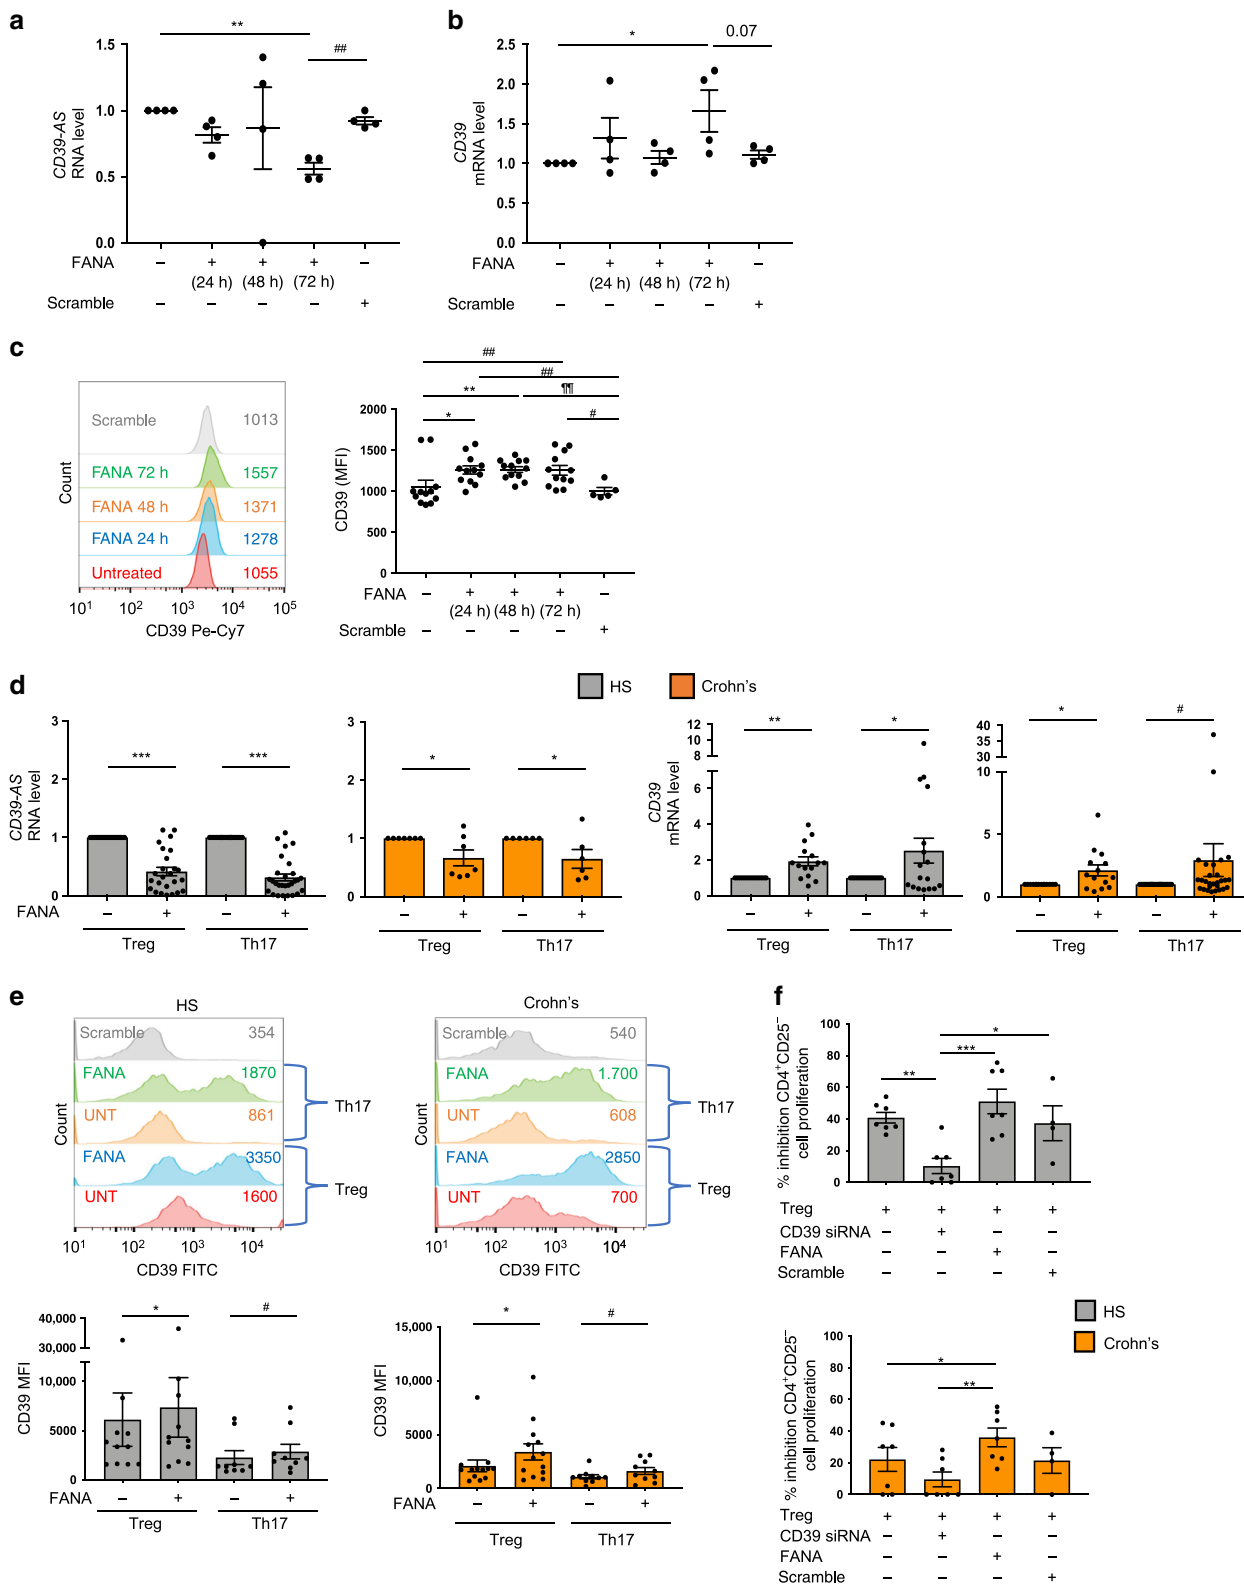 a
**
##
1.5
1.0
0.5
0.0
CD39-AS
RNA level
FANA – + + + –
(24 h) (48 h) (72 h)
Scramble – – – – +
b
*
0.07
2.5
2.0
1.5
1.0
0.5
0.0
CD39
mRNA level
FANA – + + + –
(24 h) (48 h) (72 h)
Scramble – – – – +
c
Scramble 1013
FANA 72 h 1557
FANA 48 h 1371
FANA 24 h 1278
Untreated 1055
Count
10¹ 10² 10³ 10⁴ 10⁵
CD39 Pe-Cy7
##
##
** ¶¶
* #
2000
1500
1000
500
0
CD39 (MFI)
FANA – + + + –
(24 h) (48 h) (72 h)
Scramble – – – – +
d
HS Crohn's
3
2
1
0
CD39-AS
RNA level
*** ***
FANA – + – +
Treg Th17
3
2
1
0
* *
– + – +
Treg Th17
12
10
8
6
4
2
0
CD39
mRNA level
** *
– + – +
Treg Th17
40
35
30
25
20
15
10
5
0
* #
– + – +
Treg Th17
e
HS
Scramble 354
FANA 1870
UNT 861
FANA 3350
UNT 1600
Th17
Treg
Count
10¹ 10² 10³ 10⁴
CD39 FITC
Crohn's
Scramble 540
FANA 1.700
UNT 608
FANA 2850
UNT 700
Th17
Treg
Count
10¹ 10² 10³ 10⁴
CD39 FITC
40,000
30,000
20,000
10,000
5000
0
CD39 MFI
* #
FANA – + – +
Treg Th17
15,000
10,000
5000
0
CD39 MFI
* #
FANA – + – +
Treg Th17
f
% inhibition CD4⁺CD25⁻
cell proliferation
100
80
60
40
20
0
*
***
**
Treg + + + +
CD39 siRNA – + – –
FANA – – + –
Scramble – – – +
HS
Crohn's
% inhibition CD4⁺CD25⁻
cell proliferation
100
80
60
40
20
0
*
**
Treg + + + +
CD39 siRNA – + – –
FANA – – + –
Scramble – – – +